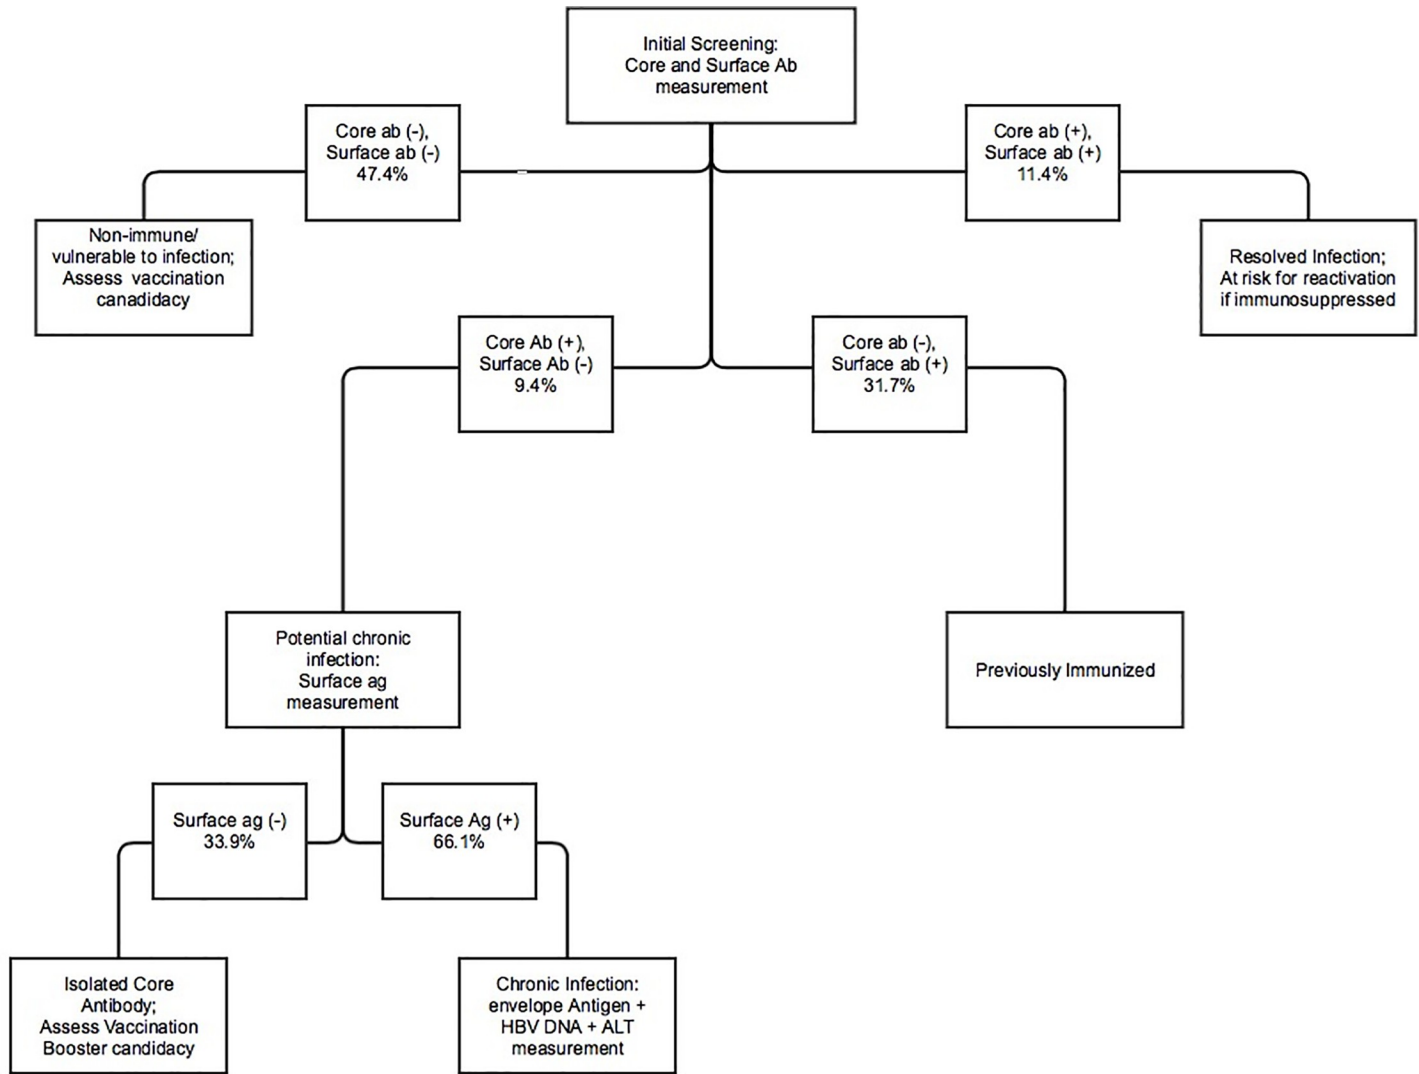 Initial Screening:
Core and Surface Ab
measurement
Core ab (-),
Surface ab (-)
47.4%
Core ab (+),
Surface ab (+)
11.4%
Non-immune/
vulnerable to infection;
Assess vaccination
canadidacy
Resolved Infection;
At risk for reactivation
if immunosuppressed
Core Ab (+),
Surface Ab (-)
9.4%
Core ab (-),
Surface ab (+)
31.7%
Potential chronic
infection:
Surface ag
measurement
Previously Immunized
Surface ag (-)
33.9%
Surface Ag (+)
66.1%
Isolated Core
Antibody;
Assess Vaccination
Booster candidacy
Chronic Infection:
envelope Antigen +
HBV DNA + ALT
measurement